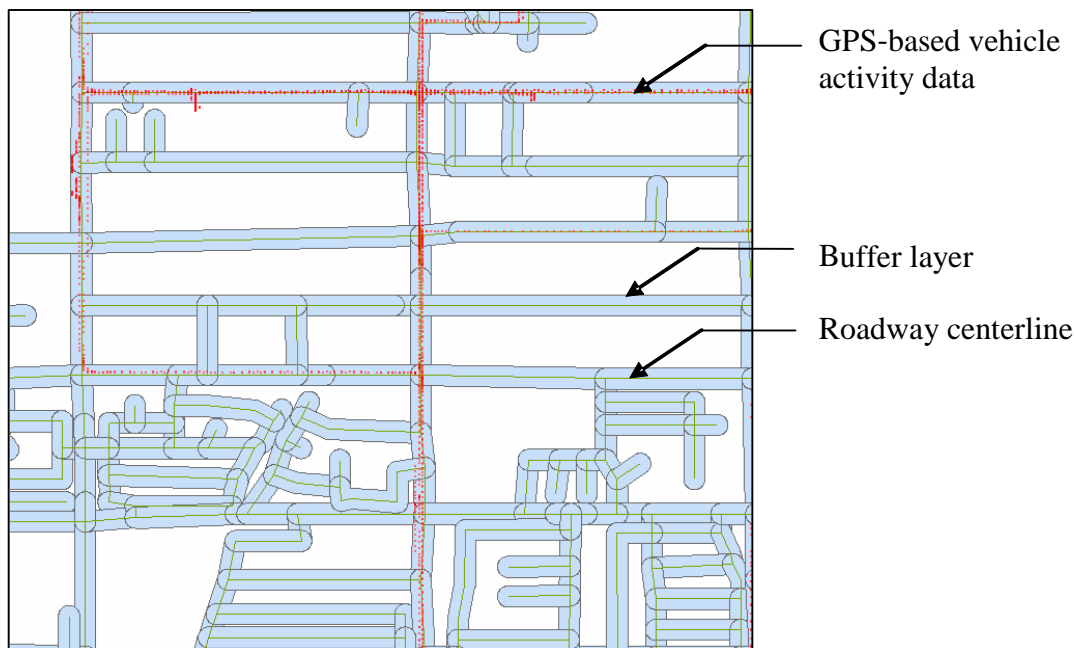 GPS-based vehicle
activity data
Buffer layer
Roadway centerline